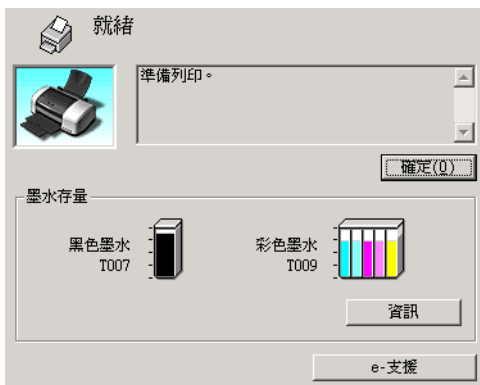 就緒
準備列印。
確定(O)
墨水存量
黑色墨水
T007
彩色墨水
T009
資訊
e-支援